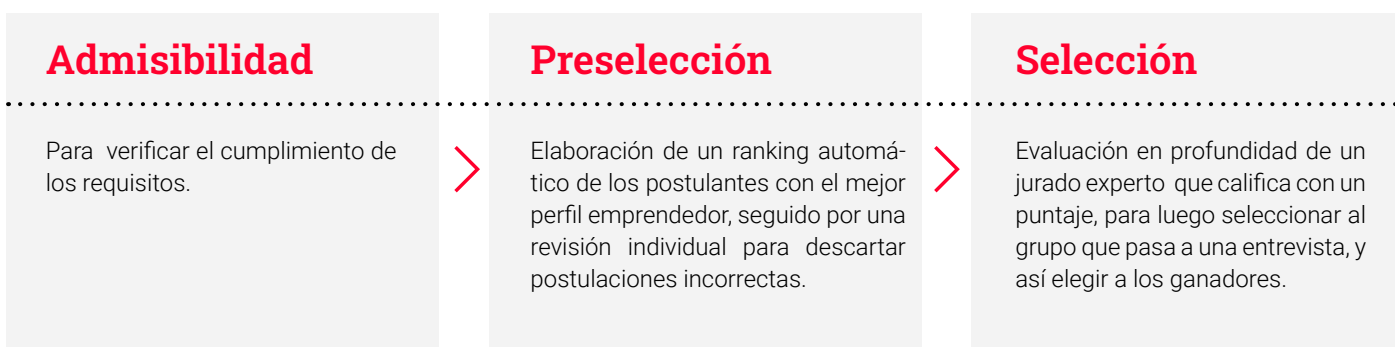 Admisibilidad
Para verificar el cumplimiento de
los requisitos.
Preselección
Elaboración de un ranking automá-
tico de los postulantes con el mejor
perfil emprendedor, seguido por una
revisión individual para descartar
postulaciones incorrectas.
Selección
Evaluación en profundidad de un
jurado experto que califica con un
puntaje, para luego seleccionar al
grupo que pasa a una entrevista, y
así elegir a los ganadores.